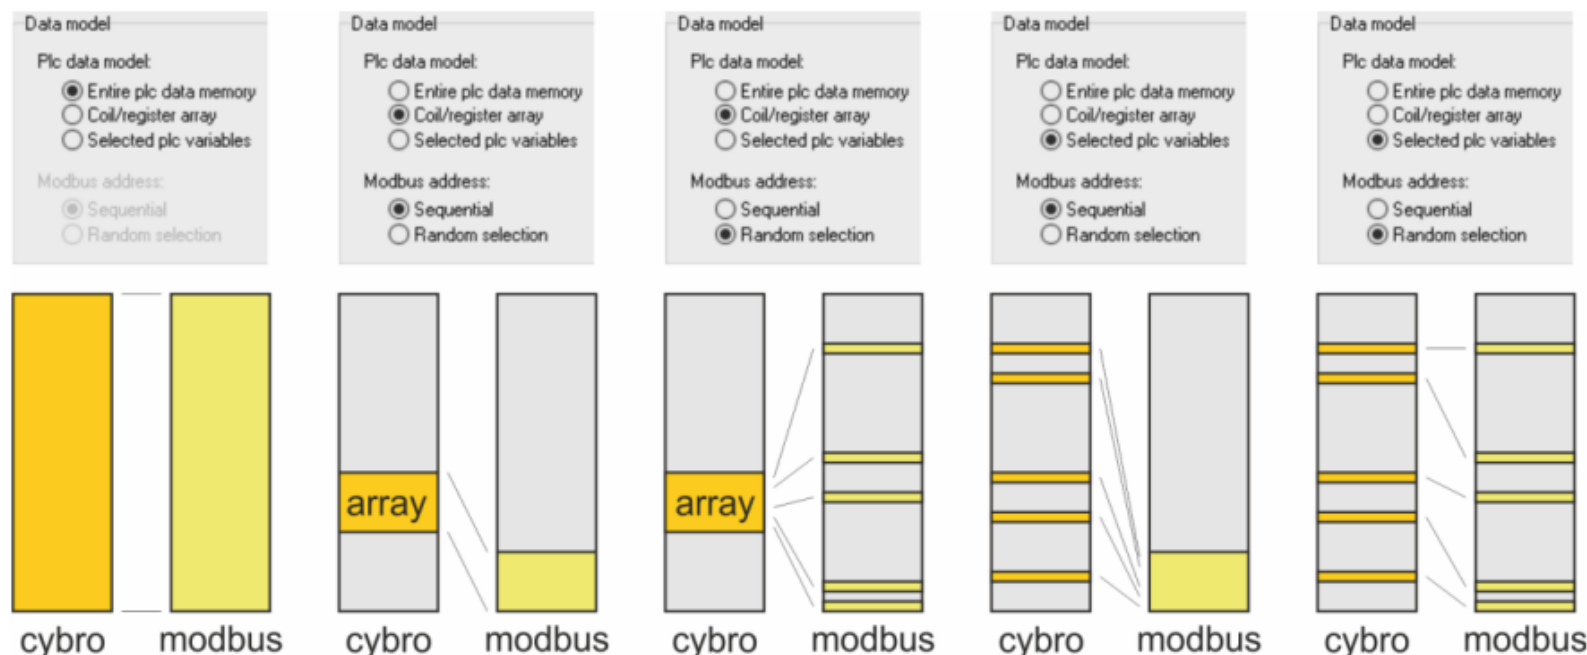 Data model
Plc data model:
Entire plc data memory
Coil/register array
Selected plc variables
Modbus address:
Sequential
Random selection
cybro modbus
Data model
Plc data model:
Entire plc data memory
Coil/register array
Selected plc variables
Modbus address:
Sequential
Random selection
array
cybro modbus
Data model
Plc data model:
Entire plc data memory
Coil/register array
Selected plc variables
Modbus address:
Sequential
Random selection
array
cybro modbus
Data model
Plc data model:
Entire plc data memory
Coil/register array
Selected plc variables
Modbus address:
Sequential
Random selection
cybro modbus
Data model
Plc data model:
Entire plc data memory
Coil/register array
Selected plc variables
Modbus address:
Sequential
Random selection
cybro modbus